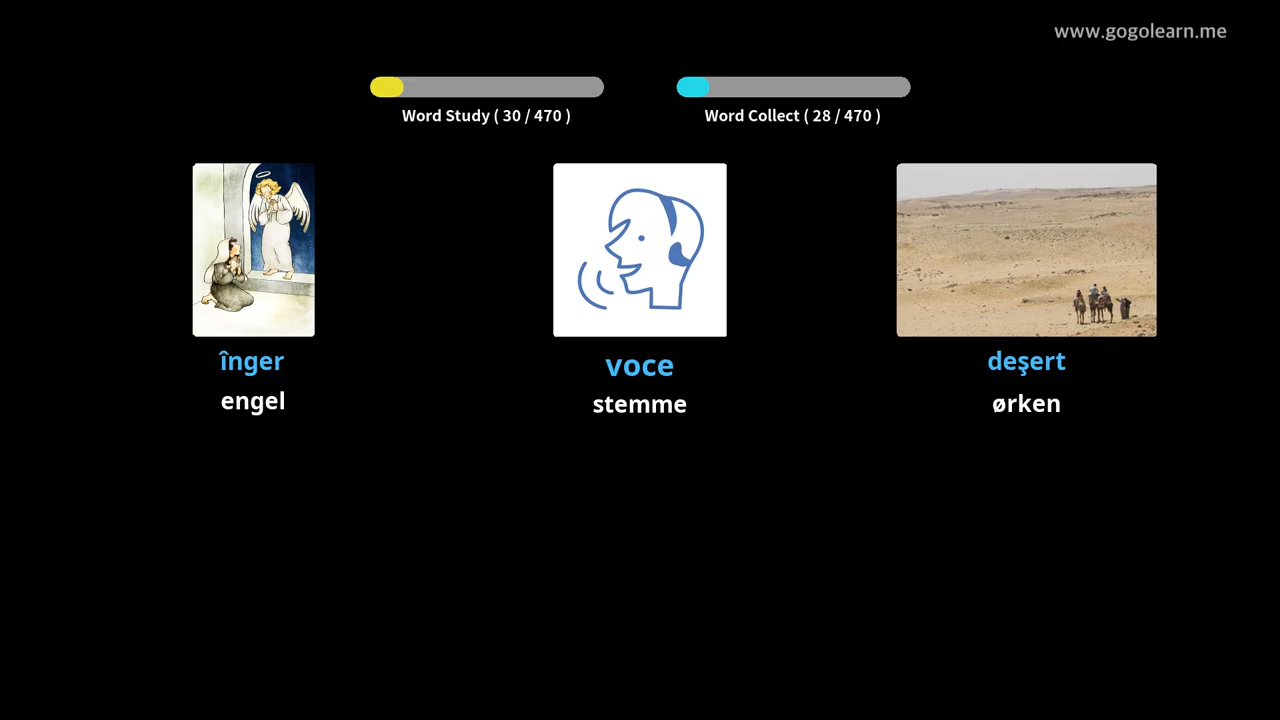 www.gogolearn.me
Word Study ( 30 / 470 )
Word Collect ( 28 / 470 )
înger
voce
deşert
engel
stemme
ørken